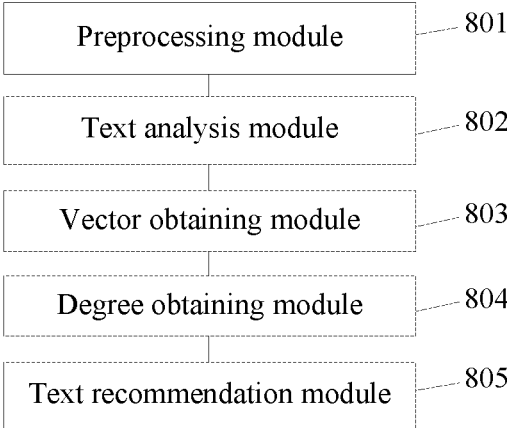 Preprocessing module 801
Text analysis module 802
Vector obtaining module 803
Degree obtaining module 804
Text recommendation module 805